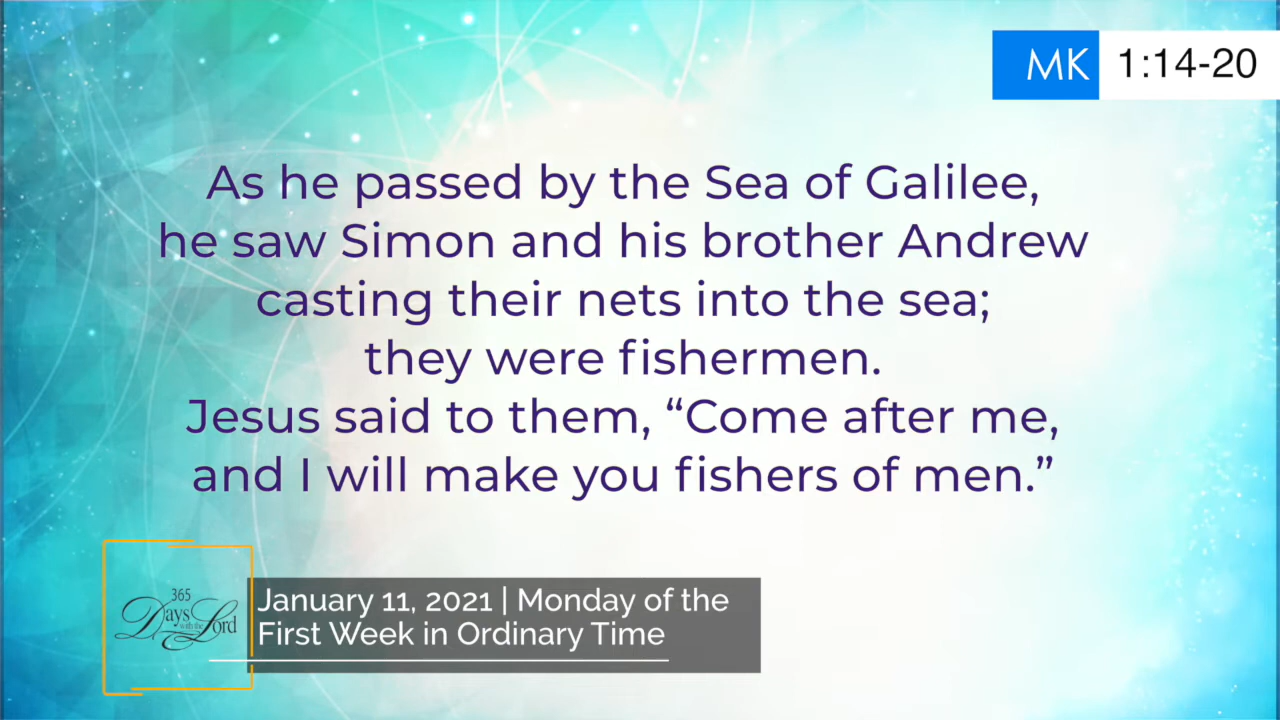 MK 1:14-20
As he passed by the Sea of Galilee,
he saw Simon and his brother Andrew
casting their nets into the sea;
they were fishermen.
Jesus said to them, “Come after me,
and I will make you fishers of men.”
365
Days with the Lord
January 11, 2021 | Monday of the
First Week in Ordinary Time